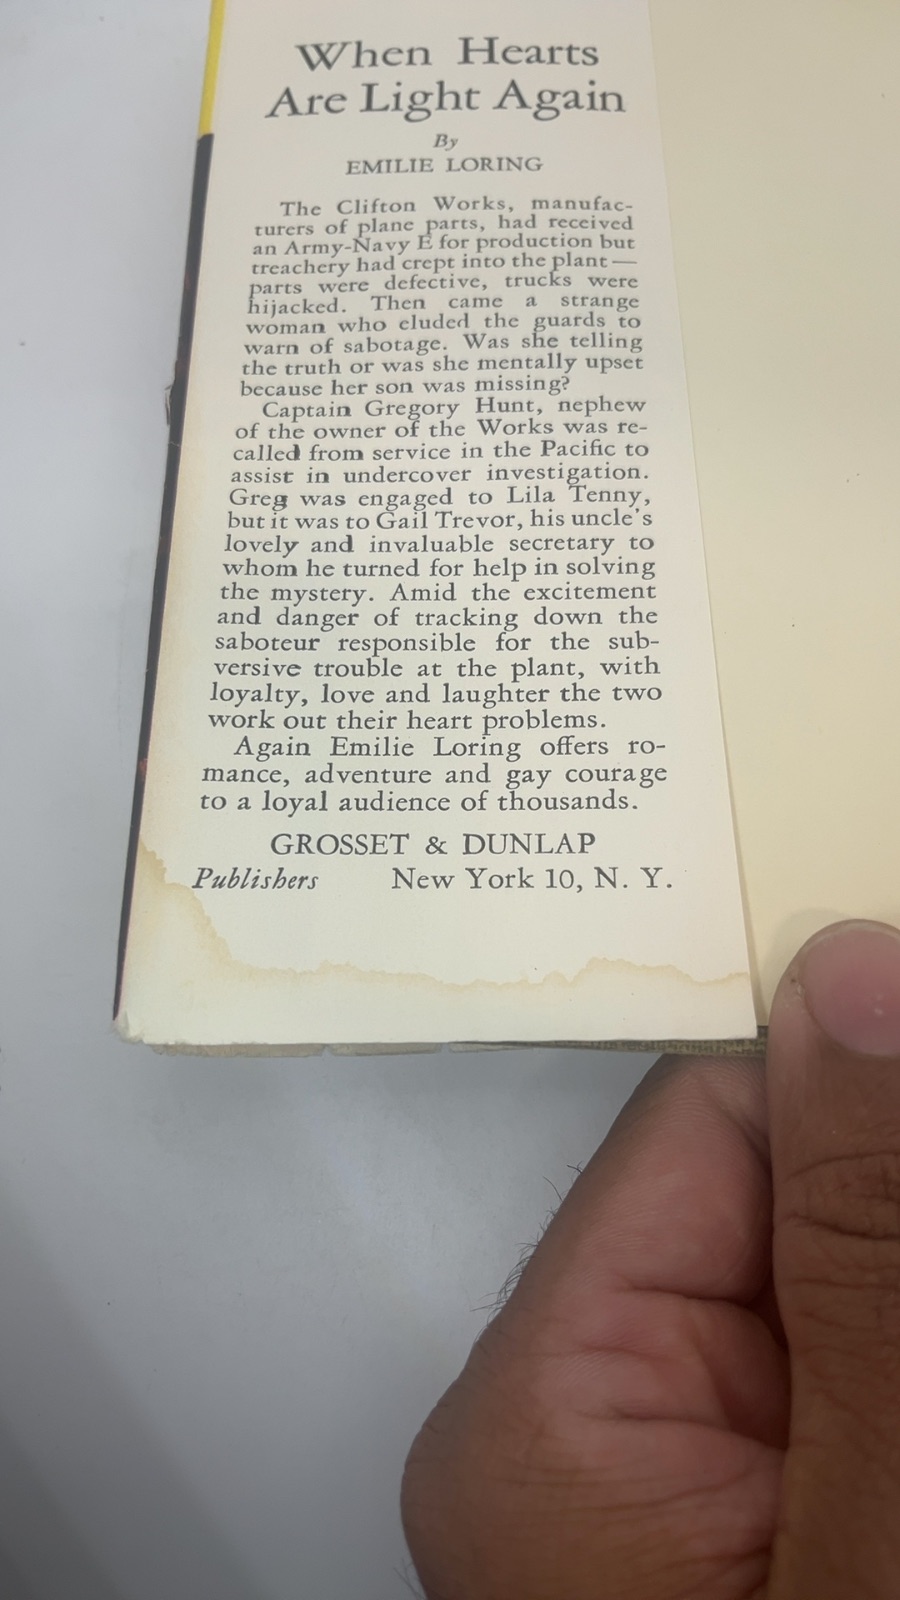 When Hearts
Are Light Again
By
EMILIE LORING
The Clifton Works, manufac-
turers of plane parts, had received
an Army-Navy E for production but
treachery had crept into the plant—
parts were defective, trucks were
hijacked. Then came a strange
woman who eluded the guards to
warn of sabotage. Was she telling
the truth or was she mentally upset
because her son was missing?
Captain Gregory Hunt, nephew
of the owner of the Works was re-
called from service in the Pacific to
assist in undercover investigation.
Greg was engaged to Lila Tenny,
but it was to Gail Trevor, his uncle's
lovely and invaluable secretary to
whom he turned for help in solving
the mystery. Amid the excitement
and danger of tracking down the
saboteur responsible for the sub-
versive trouble at the plant, with
loyalty, love and laughter the two
work out their heart problems.
Again Emilie Loring offers ro-
mance, adventure and gay courage
to a loyal audience of thousands.
GROSSET & DUNLAP
Publishers New York 10, N. Y.